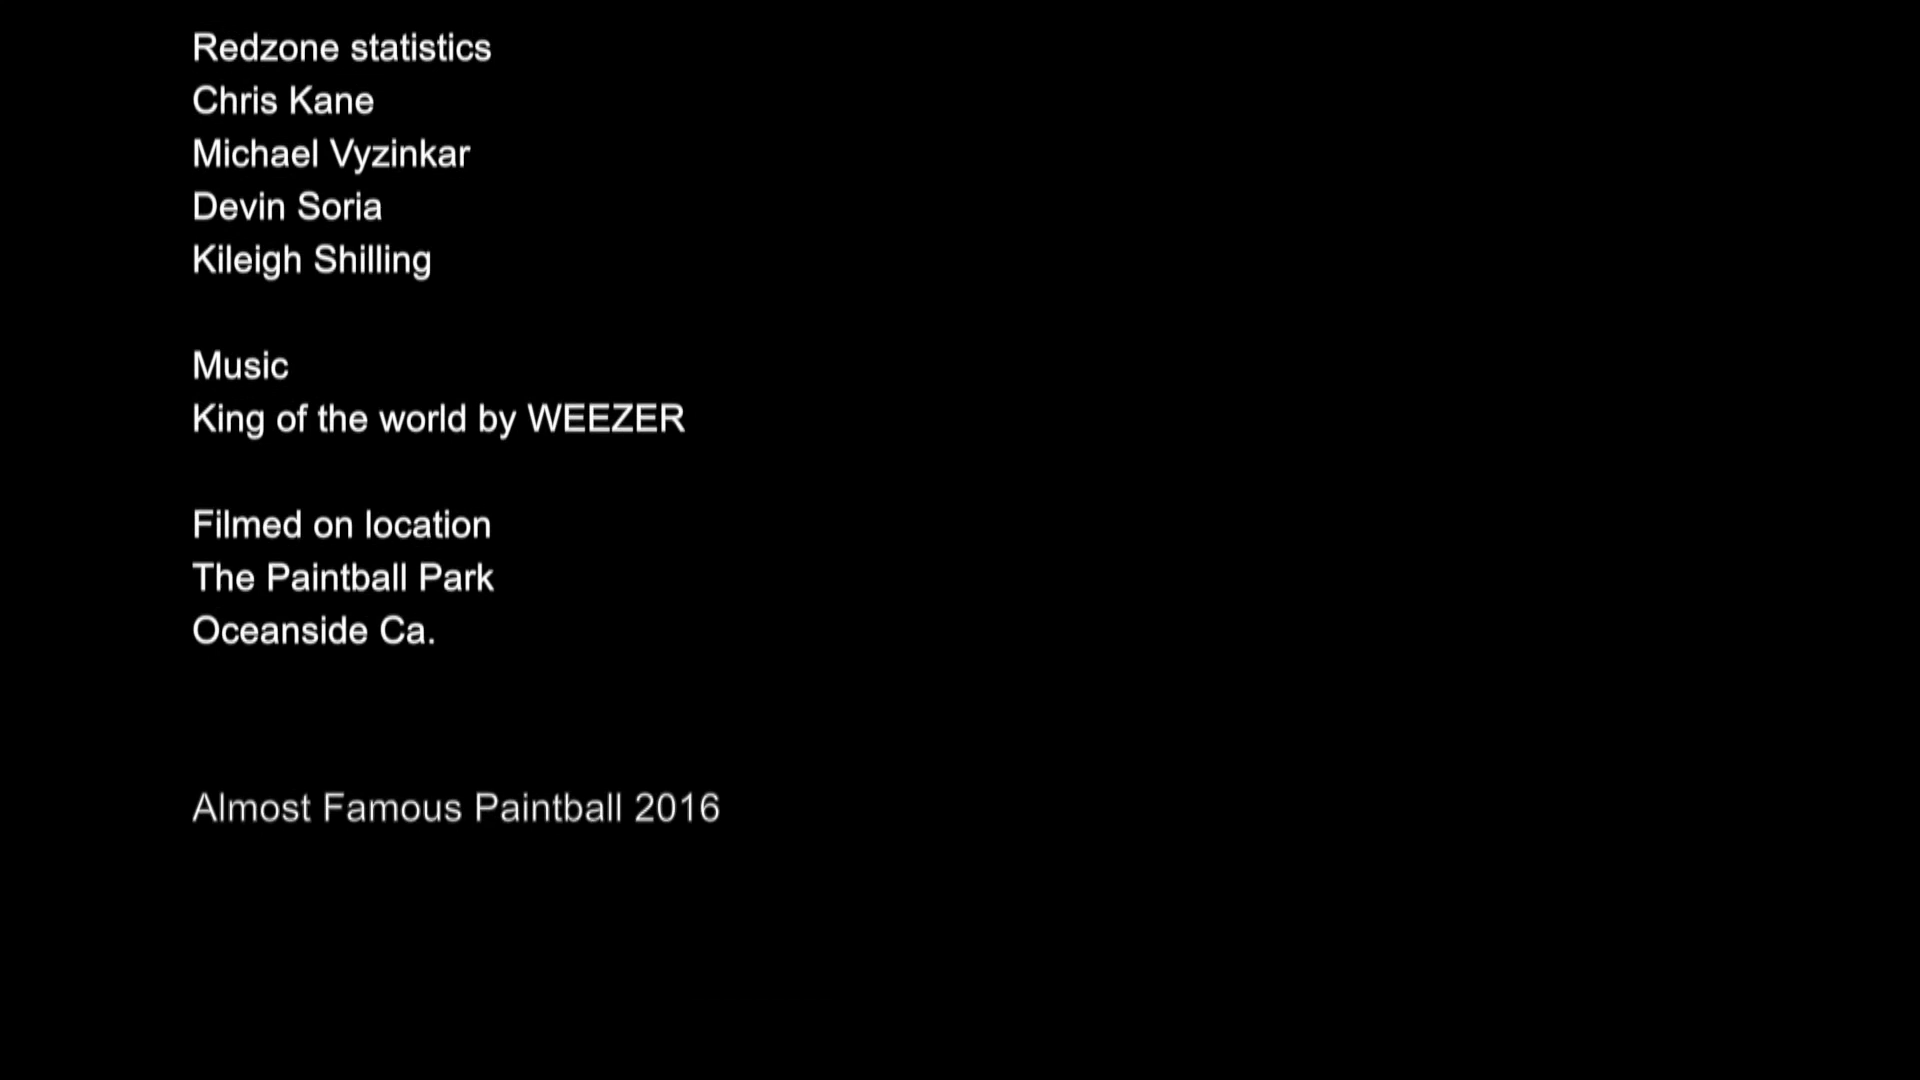 Redzone statistics
Chris Kane
Michael Vyzinkar
Devin Soria
Kileigh Shilling
Music
King of the world by WEEZER
Filmed on location
The Paintball Park
Oceanside Ca.
Almost Famous Paintball 2016